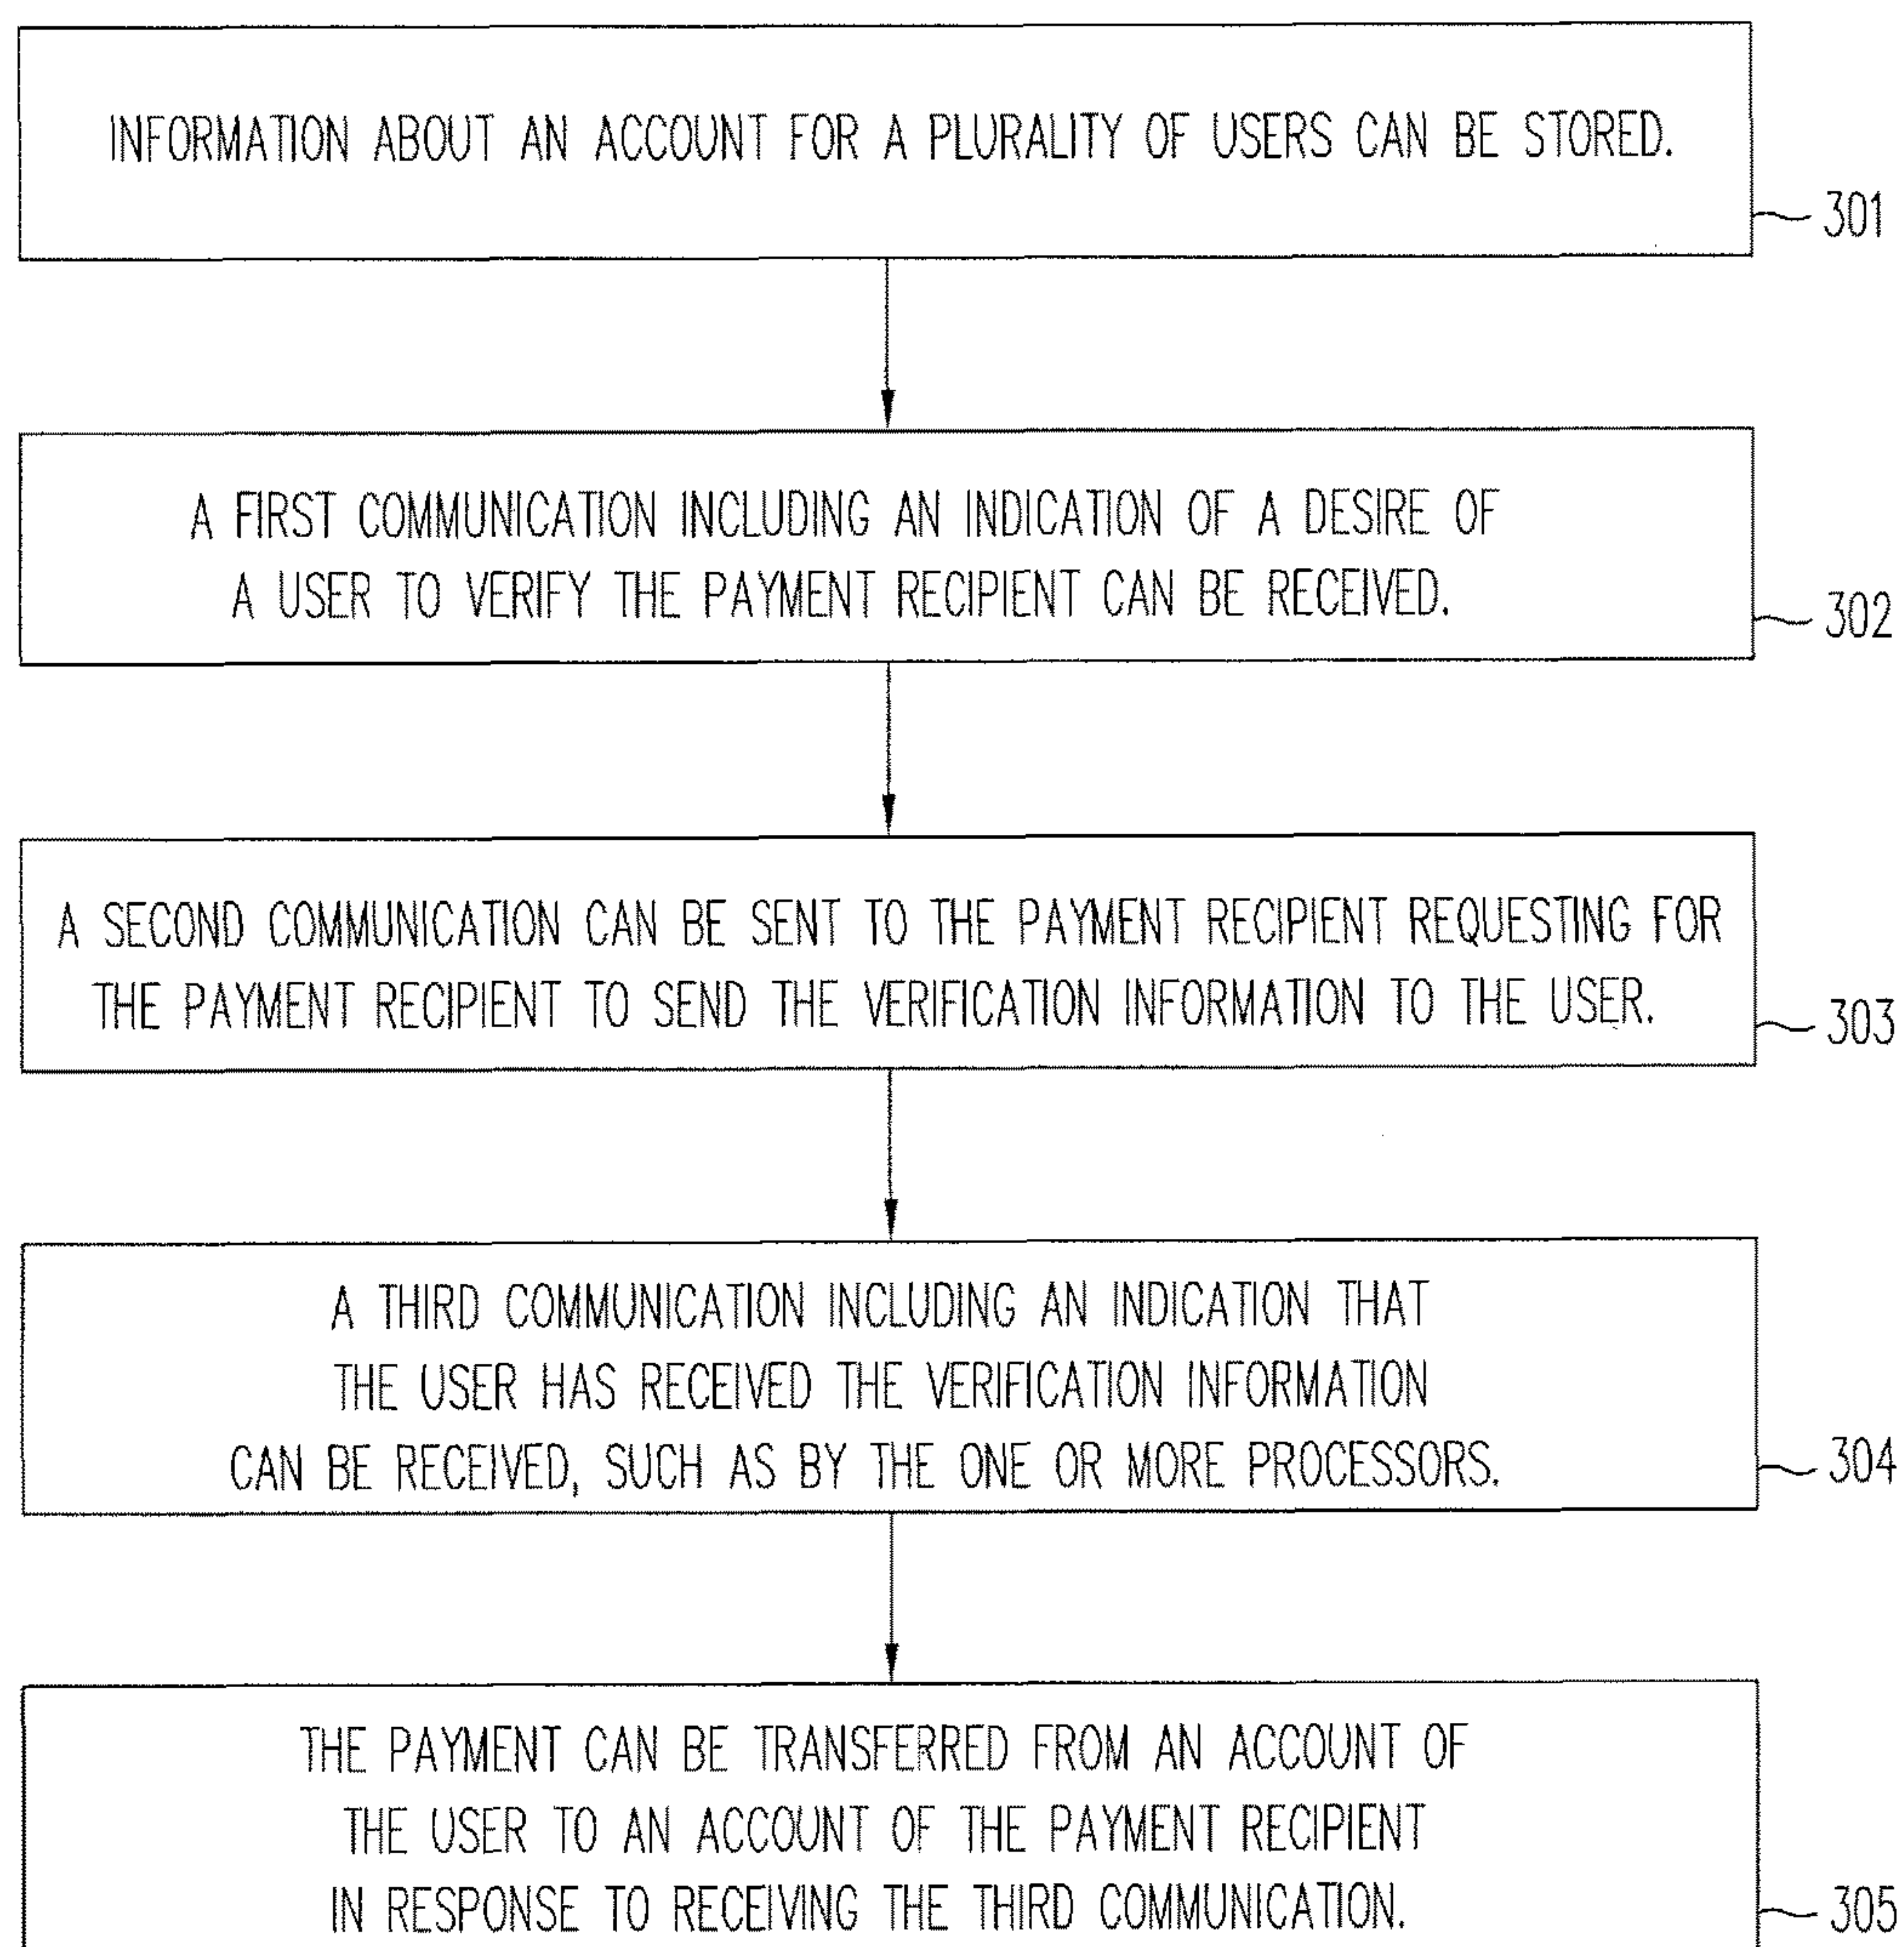 INFORMATION ABOUT AN ACCOUNT FOR A PLURALITY OF USERS CAN BE STORED.
301
A FIRST COMMUNICATION INCLUDING AN INDICATION OF A DESIRE OF
A USER TO VERIFY THE PAYMENT RECIPIENT CAN BE RECEIVED.
302
A SECOND COMMUNICATION CAN BE SENT TO THE PAYMENT RECIPIENT REQUESTING FOR
THE PAYMENT RECIPIENT TO SEND THE VERIFICATION INFORMATION TO THE USER.
303
A THIRD COMMUNICATION INCLUDING AN INDICATION THAT
THE USER HAS RECEIVED THE VERIFICATION INFORMATION
CAN BE RECEIVED, SUCH AS BY THE ONE OR MORE PROCESSORS.
304
THE PAYMENT CAN BE TRANSFERRED FROM AN ACCOUNT OF
THE USER TO AN ACCOUNT OF THE PAYMENT RECIPIENT
IN RESPONSE TO RECEIVING THE THIRD COMMUNICATION.
305